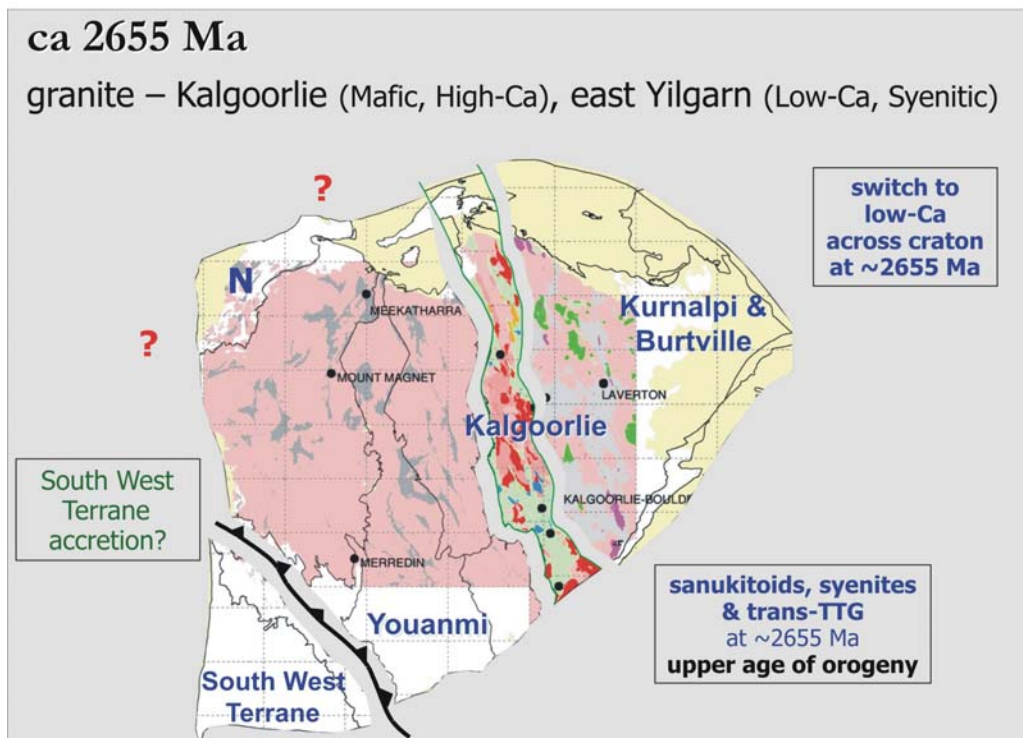 ca 2655 Ma
granite – Kalgoorlie (Mafic, High-Ca), east Yilgarn (Low-Ca, Syenitic)
?
switch to
low-Ca
across craton
at ~2655 Ma
N
Kurnalpi &
Burtville
MEEKATHARRA
?
MOUNT MAGNET
LAVERTON
Kalgoorlie
South West
Terrane
accretion?
KALGOORLIE-BOULDE
MERREDIN
sanukitoids, syenites
& trans-TTG
at ~2655 Ma
upper age of orogeny
Youanmi
South West
Terrane